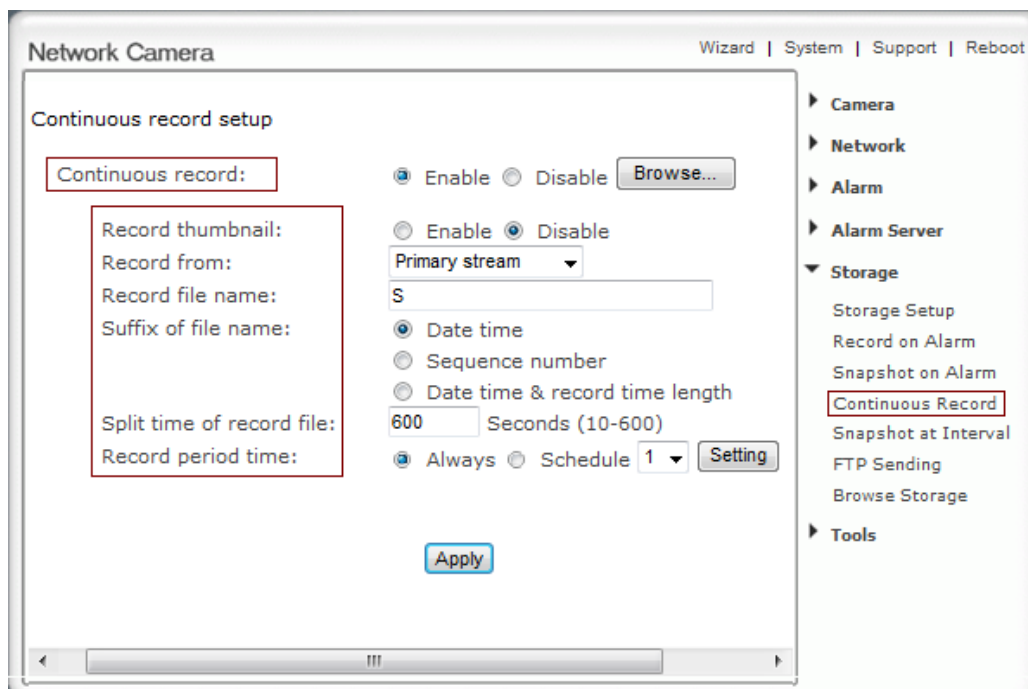 Network Camera
Wizard | System | Support | Reboot
Continuous record setup
Continuous record: Enable Disable Browse...
Record thumbnail: Enable Disable
Record from: Primary stream
Record file name: S
Suffix of file name: Date time
Sequence number
Date time & record time length
Split time of record file: 600 Seconds (10-600)
Record period time: Always Schedule 1 Setting
Apply
Camera
Network
Alarm
Alarm Server
Storage
Storage Setup
Record on Alarm
Snapshot on Alarm
Continuous Record
Snapshot at Interval
FTP Sending
Browse Storage
Tools